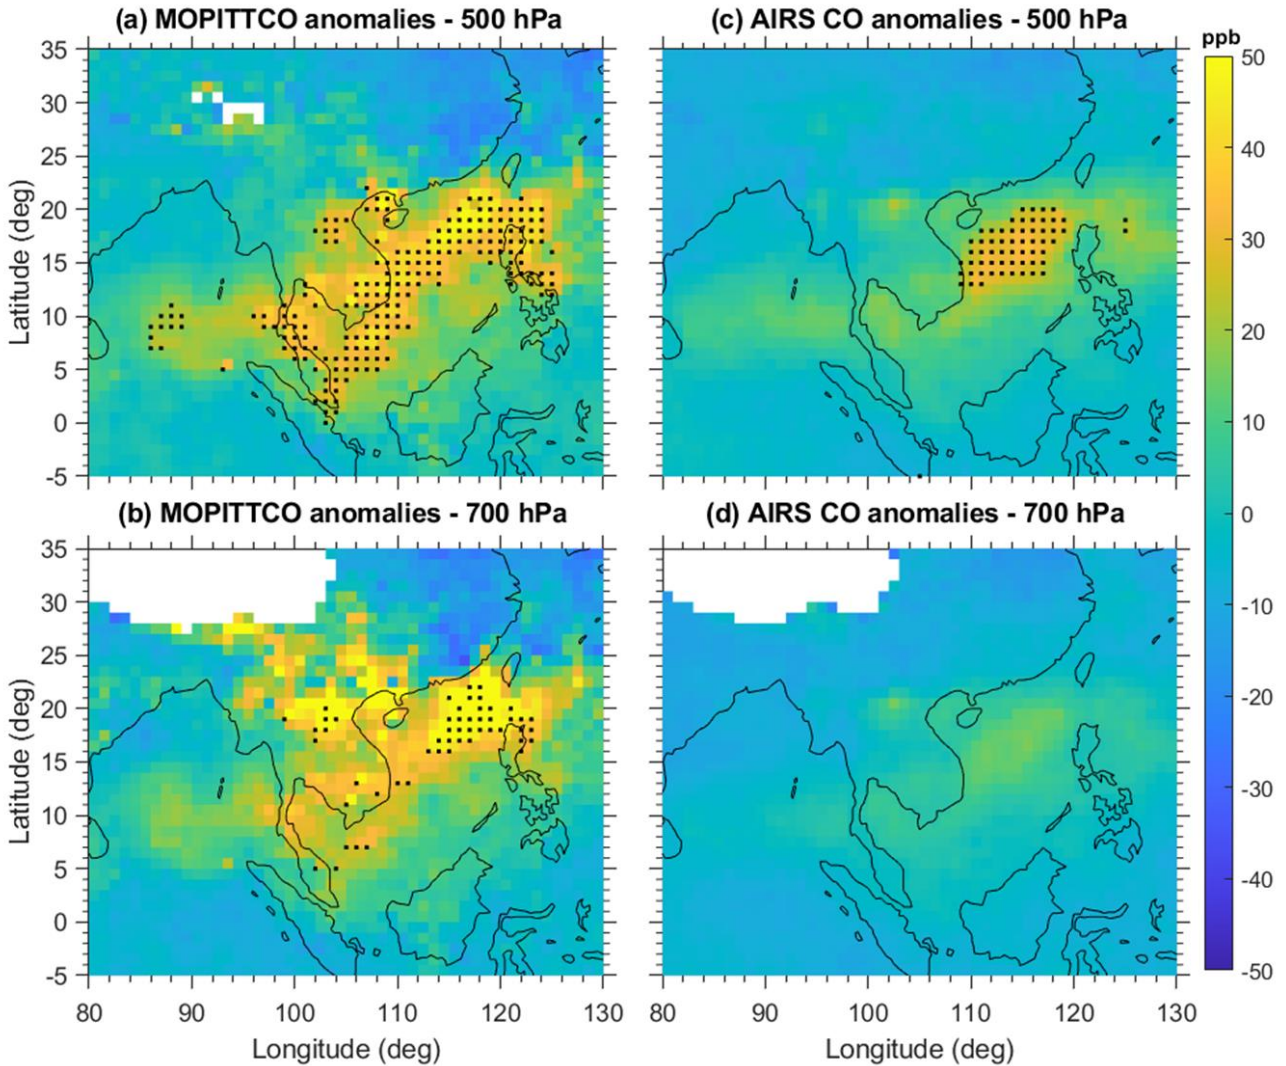 (a) MOPITTCO anomalies - 500 hPa
(c) AIRS CO anomalies - 500 hPa
ppb
35
30
25
20
15
10
5
0
-5
Latitude (deg)
50
40
30
20
10
0
-10
-20
-30
-40
-50
(b) MOPITTCO anomalies - 700 hPa
(d) AIRS CO anomalies - 700 hPa
35
30
25
20
15
10
5
0
-5
Latitude (deg)
80 90 100 110 120 130
80 90 100 110 120 130
Longitude (deg)
Longitude (deg)